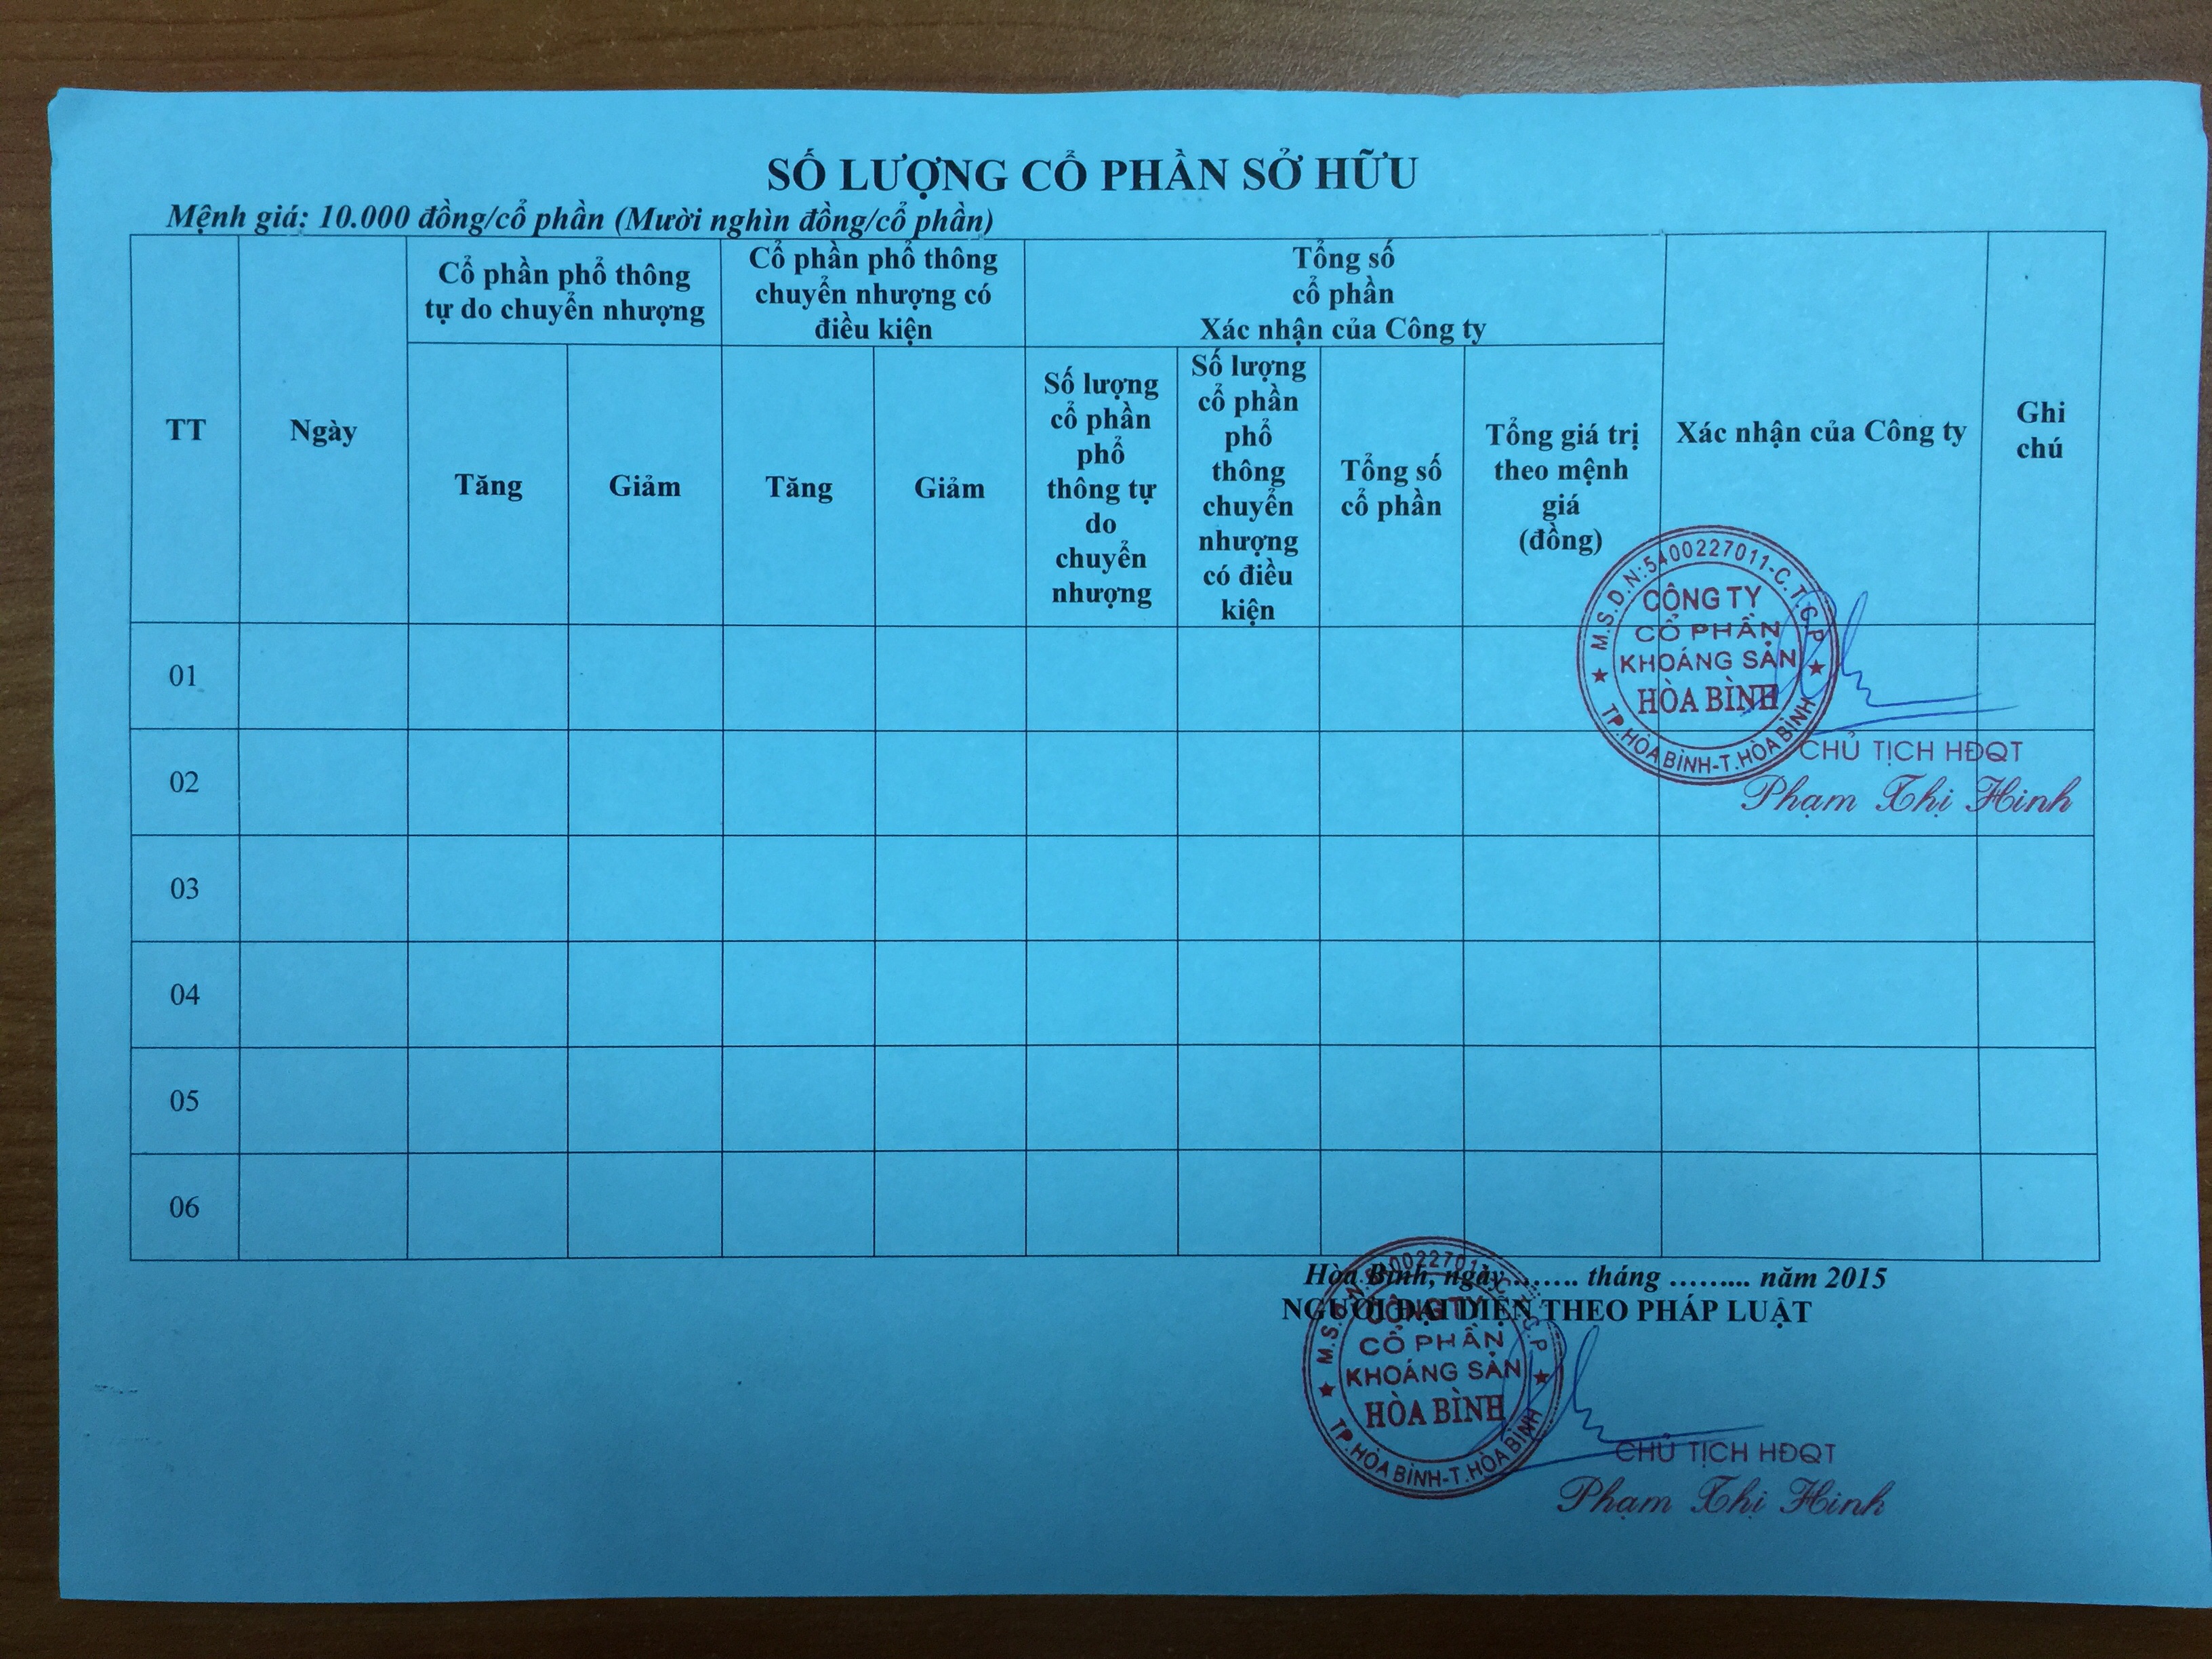 SỐ LƯỢNG CỔ PHẦN SỞ HỮU
Mệnh giá: 10.000 đồng/cổ phần (Mười nghìn đồng/cổ phần)
TT
Ngày
Cổ phần phổ thông
tự do chuyển nhượng
Cổ phần phổ thông
chuyển nhượng có
điều kiện
Tổng số
cổ phần
Xác nhận của Công ty
Xác nhận của Công ty
Ghi
chú
Tăng
Giảm
Tăng
Giảm
Số lượng
cổ phần
phổ
thông tự
do
chuyển
nhượng
Số lượng
cổ phần
phổ
thông
chuyển
nhượng
có điều
kiện
Tổng số
cổ phần
Tổng giá trị
theo mệnh
giá
(đồng)
M.S.D.N:5400227011-C.T.C.P
CÔNG TY
CỔ PHẦN
KHOÁNG SẢN
HÒA BÌNH
TP.HÒA BÌNH-T.HÒA BÌNH
01
CHỦ TỊCH HĐQT
Phạm Thị Hinh
02
03
04
05
06
Hòa Bình, ngày …….. tháng ……... năm 2015
NGƯỜI ĐẠI DIỆN THEO PHÁP LUẬT
M.S.D.N:5400227011-C.T.C.P
CÔNG TY
CỔ PHẦN
KHOÁNG SẢN
HÒA BÌNH
TP.HÒA BÌNH-T.HÒA BÌNH
CHỦ TỊCH HĐQT
Phạm Thị Hinh